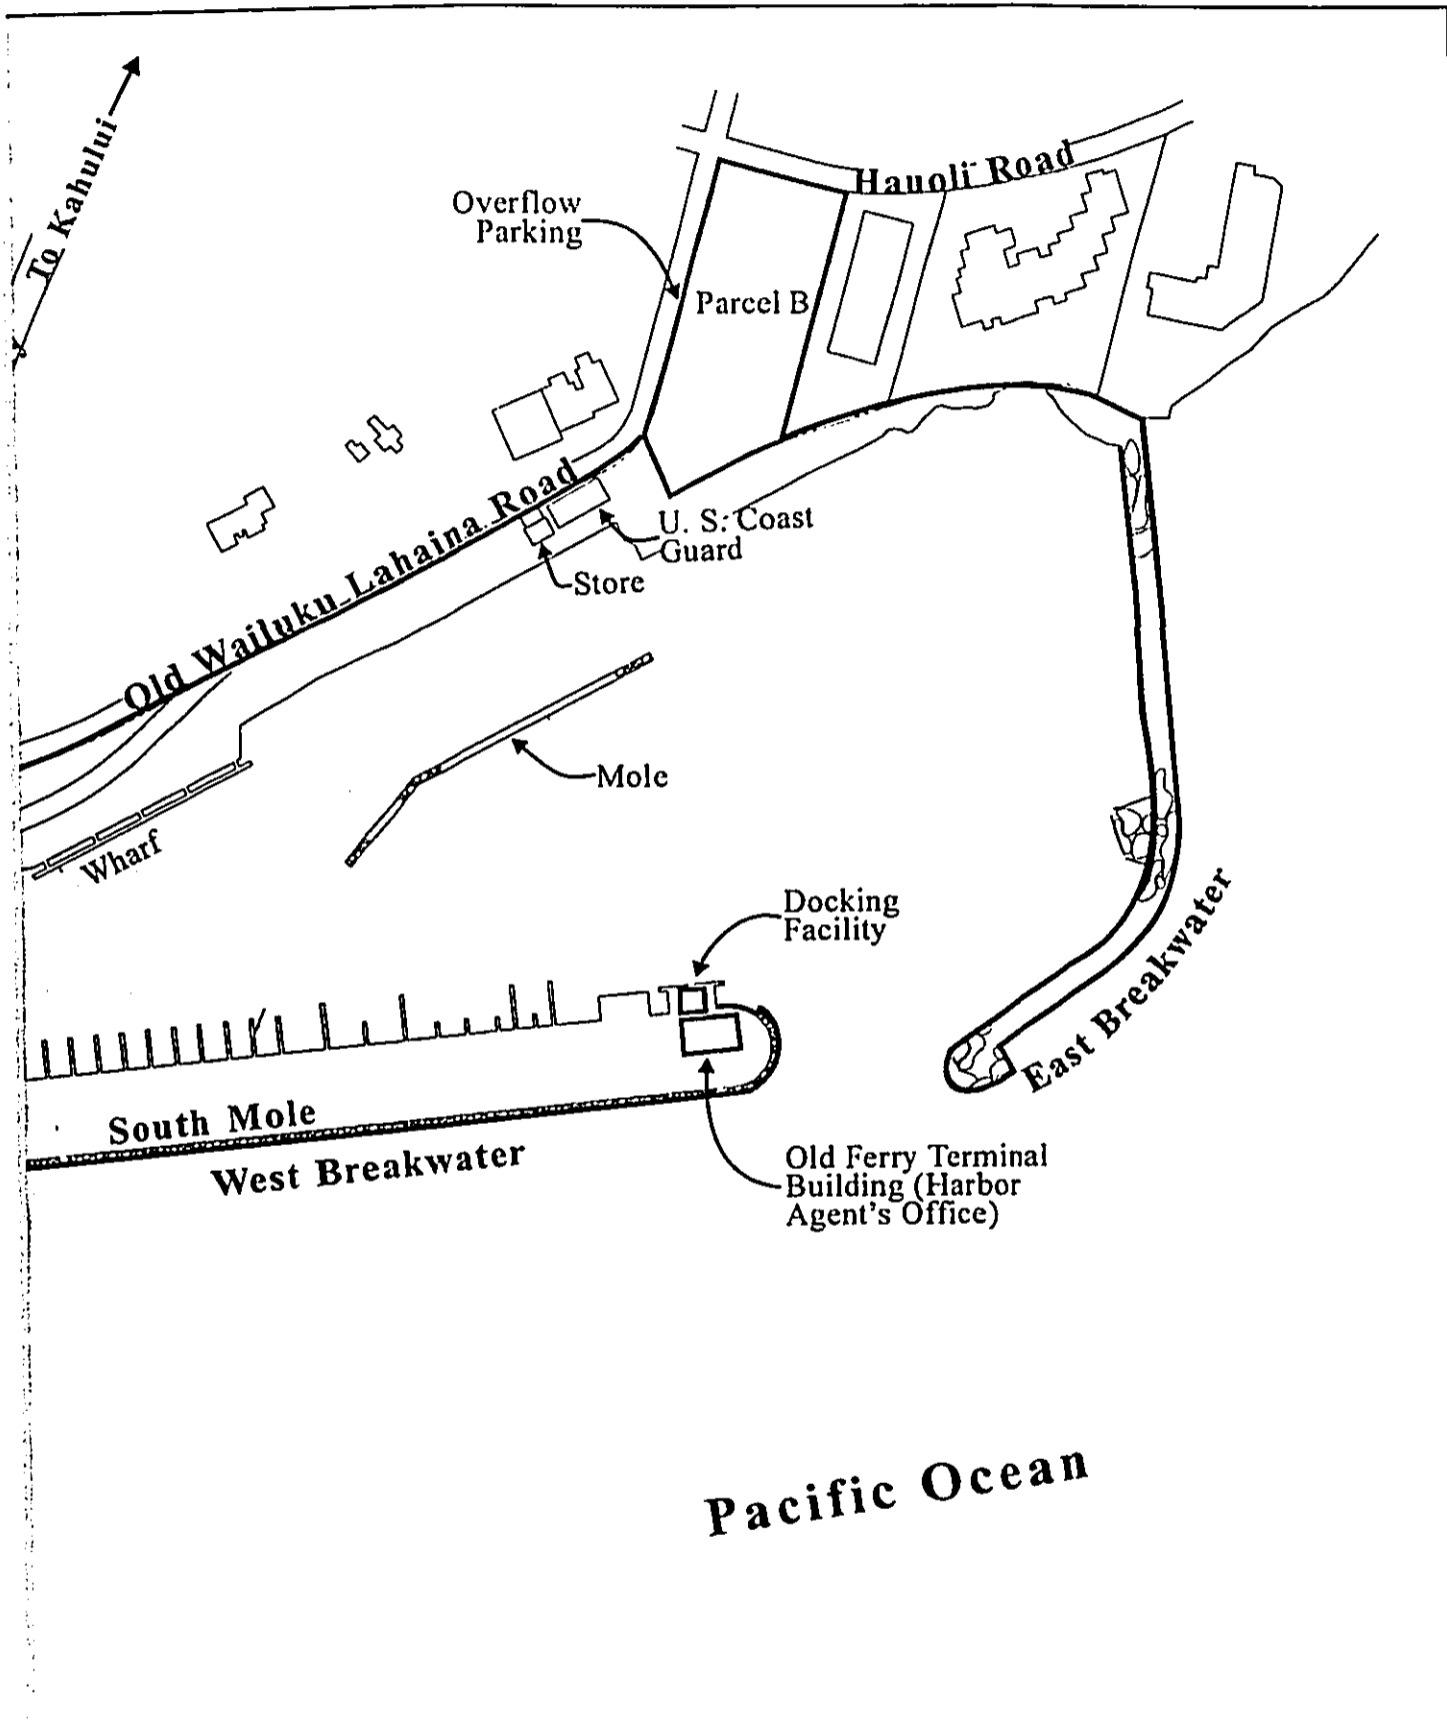 To Kahului
Hauoli Road
Overflow
Parking
Parcel B
Old Wailuku Lahaina Road
U. S. Coast
Guard
Store
Mole
Wharf
Docking
Facility
East Breakwater
South Mole
West Breakwater
Old Ferry Terminal
Building (Harbor
Agent's Office)
Pacific Ocean